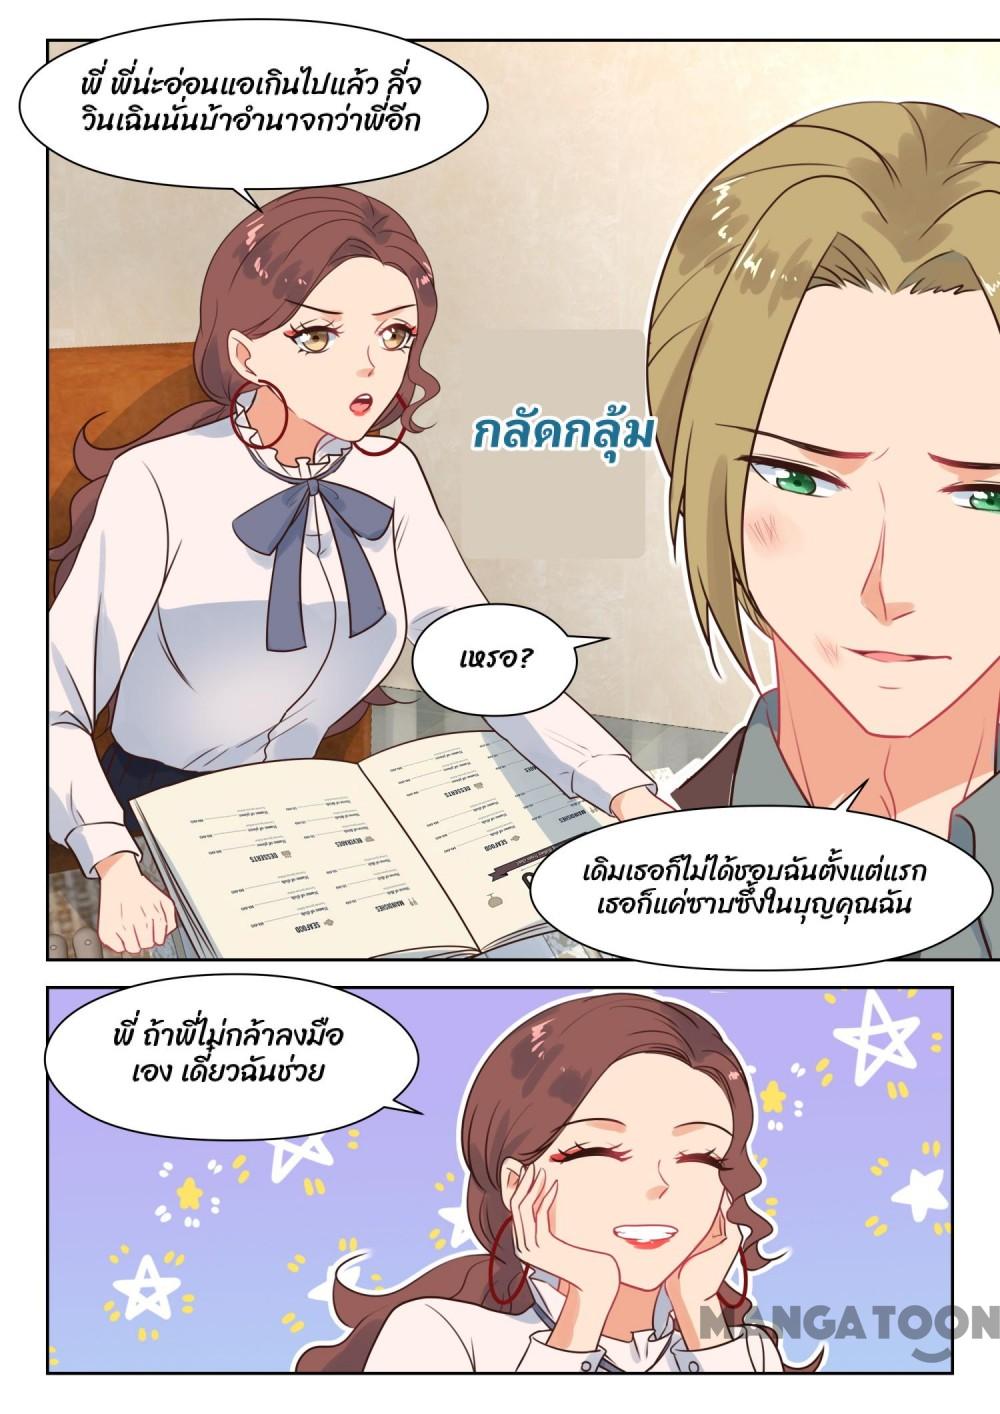 พี่ พี่น่ะอ่อนแอเกินไปแล้ว ลี่จ
วินเฉินนั่นบ้าอำนาจกว่าพี่อีก
กลัดกลุ้ม
เหรอ?
เดิมเธอก็ไม่ได้ชอบฉันตั้งแต่แรก
เธอก็แค่ซาบซึ้งในบุญคุณฉัน
DESSERTS
BEVERAGES
MAINDISHES
SEAFOOD
DESSERTS
MAINDISHES
SEAFOOD
พี่ ถ้าพี่ไม่กล้าลงมือ
เอง เดี๋ยวฉันช่วย
MANGATOON